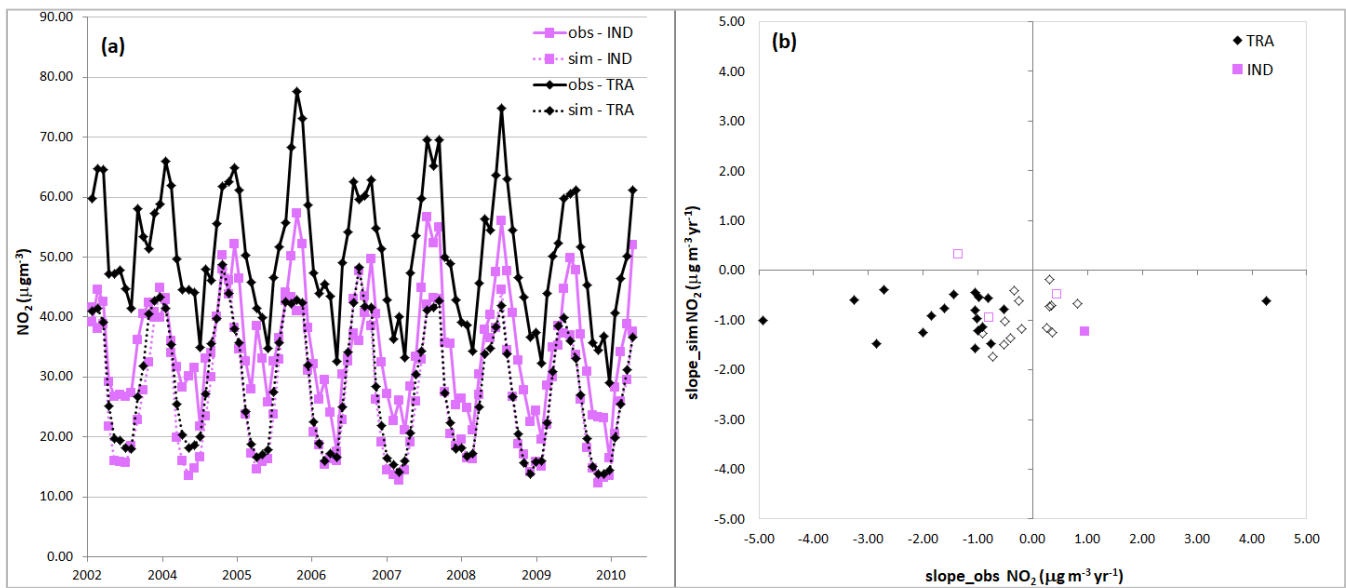 (a)
obs - IND
sim - IND
obs - TRA
sim - TRA
90.00
80.00
70.00
60.00
50.00
40.00
30.00
20.00
10.00
0.00
NO2 (µgm-3)
2002 2004 2005 2006 2007 2008 2009 2010
(b)
TRA
IND
5.00
4.00
3.00
2.00
1.00
0.00
-1.00
-2.00
-3.00
-4.00
-5.00
slope_sim NO2 (µg m-3 yr-1)
-5.00 -4.00 -3.00 -2.00 -1.00 0.00 1.00 2.00 3.00 4.00 5.00
slope_obs NO2 (µg m-3 yr-1)